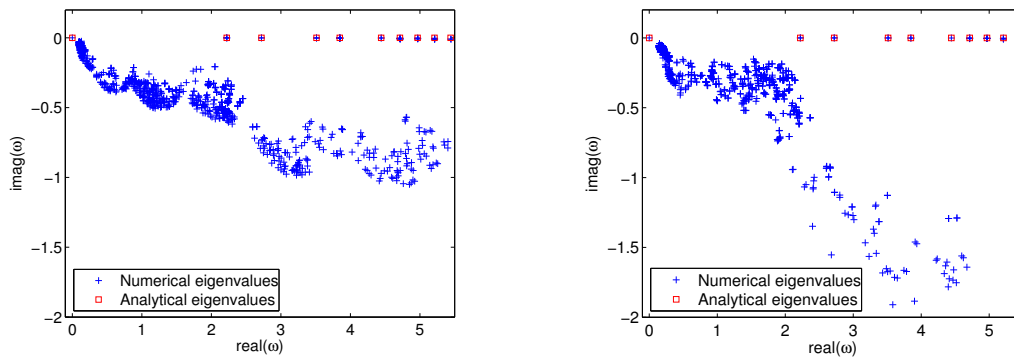 0
−0.5
−1
−1.5
−2
imag(ω)
0 1 2 3 4 5
real(ω)
Numerical eigenvalues
Analytical eigenvalues
0
−0.5
−1
−1.5
−2
imag(ω)
0 1 2 3 4 5
real(ω)
Numerical eigenvalues
Analytical eigenvalues